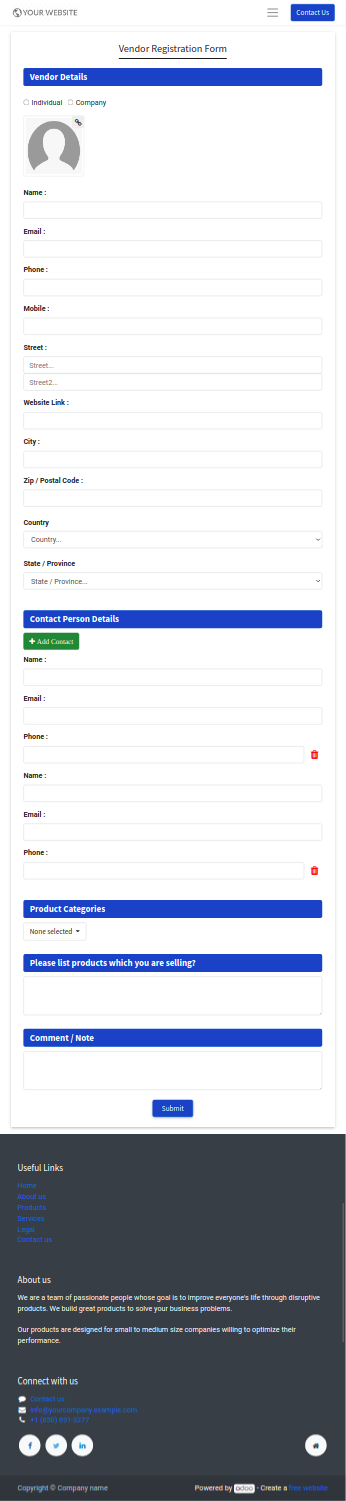 YOUR WEBSITE
Contact Us
Vendor Registration Form
Vendor Details
Individual Company
Name :
Email :
Phone :
Mobile :
Street :
Street...
Street2...
Website Link :
City :
Zip / Postal Code :
Country
Country...
State / Province
State / Province...
Contact Person Details
Add Contact
Name :
Email :
Phone :
Name :
Email :
Phone :
Product Categories
None selected
Please list products which you are selling?
Comment / Note
Submit
Useful Links
Home
About us
Products
Services
Legal
Contact us
About us
We are a team of passionate people whose goal is to improve everyone's life through disruptive
products. We build great products to solve your business problems.
Our products are designed for small to medium size companies willing to optimize their
performance.
Connect with us
Contact us
info@yourcompany.example.com
Copyright © Company name
Powered by odoo - Create a free website